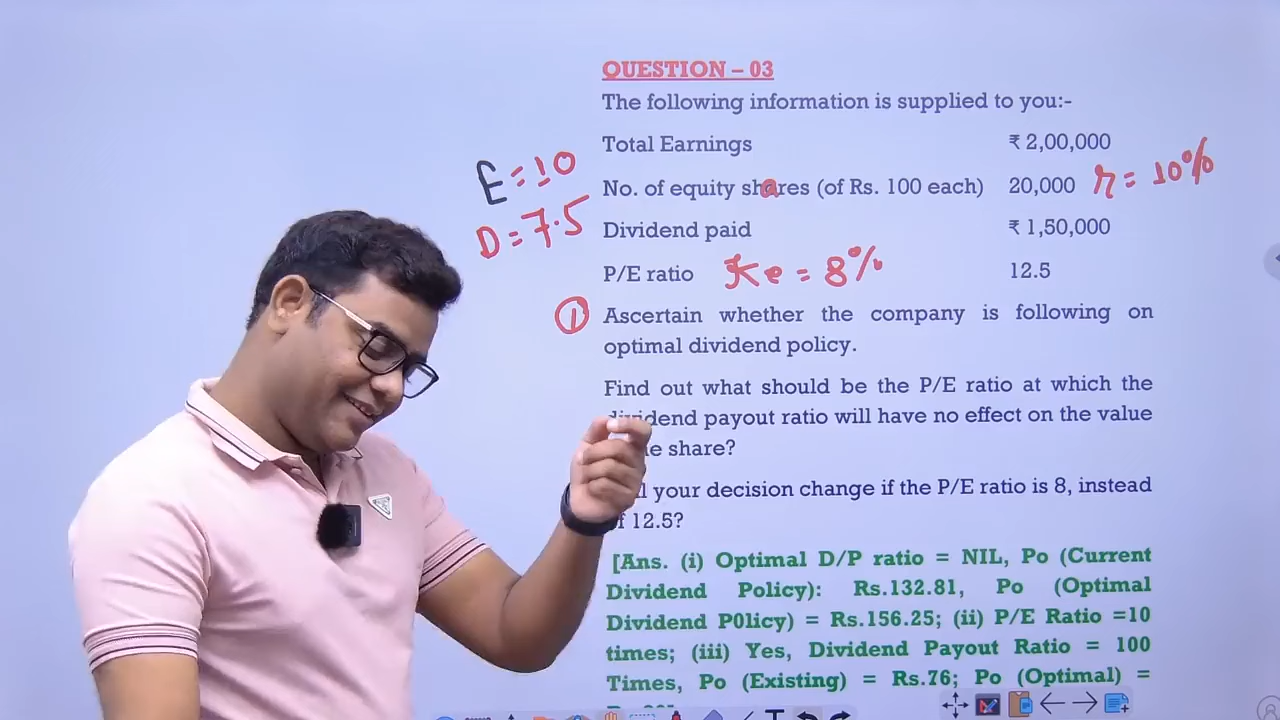 QUESTION – 03
The following information is supplied to you:-
Total Earnings ₹ 2,00,000
E = 10
No. of equity shares (of Rs. 100 each) 20,000 r = 10%
D = 7.5
Dividend paid ₹ 1,50,000
P/E ratio Ke = 8% 12.5
① Ascertain whether the company is following on
optimal dividend policy.
Find out what should be the P/E ratio at which the
dividend payout ratio will have no effect on the value
share?
your decision change if the P/E ratio is 8, instead
of 12.5?
[Ans. (i) Optimal D/P ratio = NIL, Po (Current
Dividend Policy): Rs.132.81, Po (Optimal
Dividend P0licy) = Rs.156.25; (ii) P/E Ratio =10
times; (iii) Yes, Dividend Payout Ratio = 100
Times, Po (Existing) = Rs.76; Po (Optimal) =